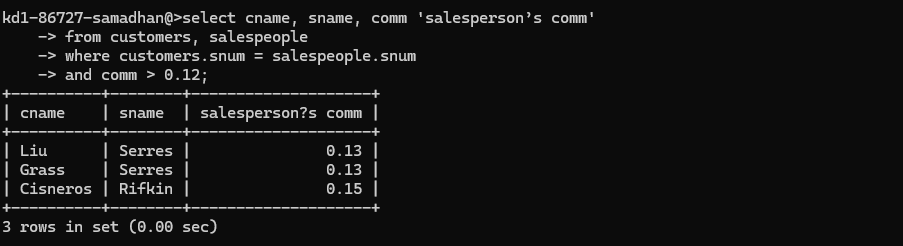 kd1-86727-samadhan@>select cname, sname, comm 'salesperson’s comm'
    -> from customers, salespeople
    -> where customers.snum = salespeople.snum
    -> and comm > 0.12;
+----------+--------+--------------------+
| cname    | sname  | salesperson?s comm |
+----------+--------+--------------------+
| Liu      | Serres |               0.13 |
| Grass    | Serres |               0.13 |
| Cisneros | Rifkin |               0.15 |
+----------+--------+--------------------+
3 rows in set (0.00 sec)